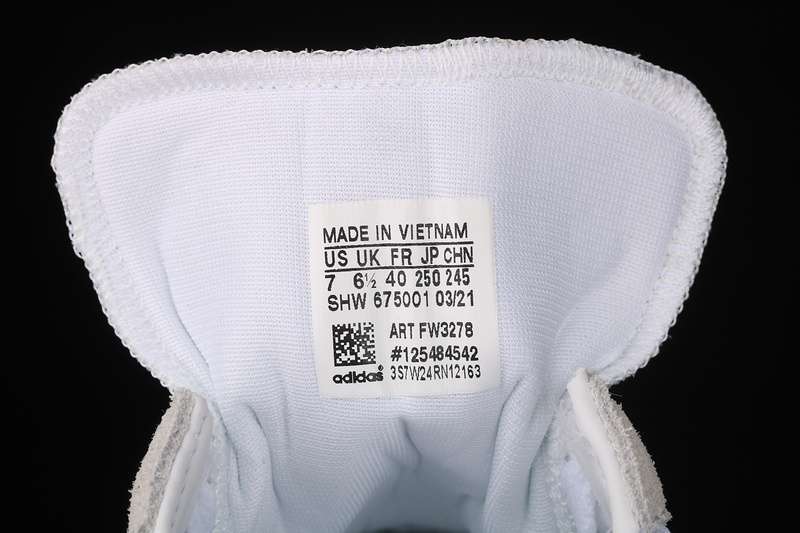 MADE IN VIETNAM
US UK FR JP CHN
7 6½ 40 250 245
SHW 675001 03/21
ART FW3278
#125484542
adidas 3S7W24RN12163